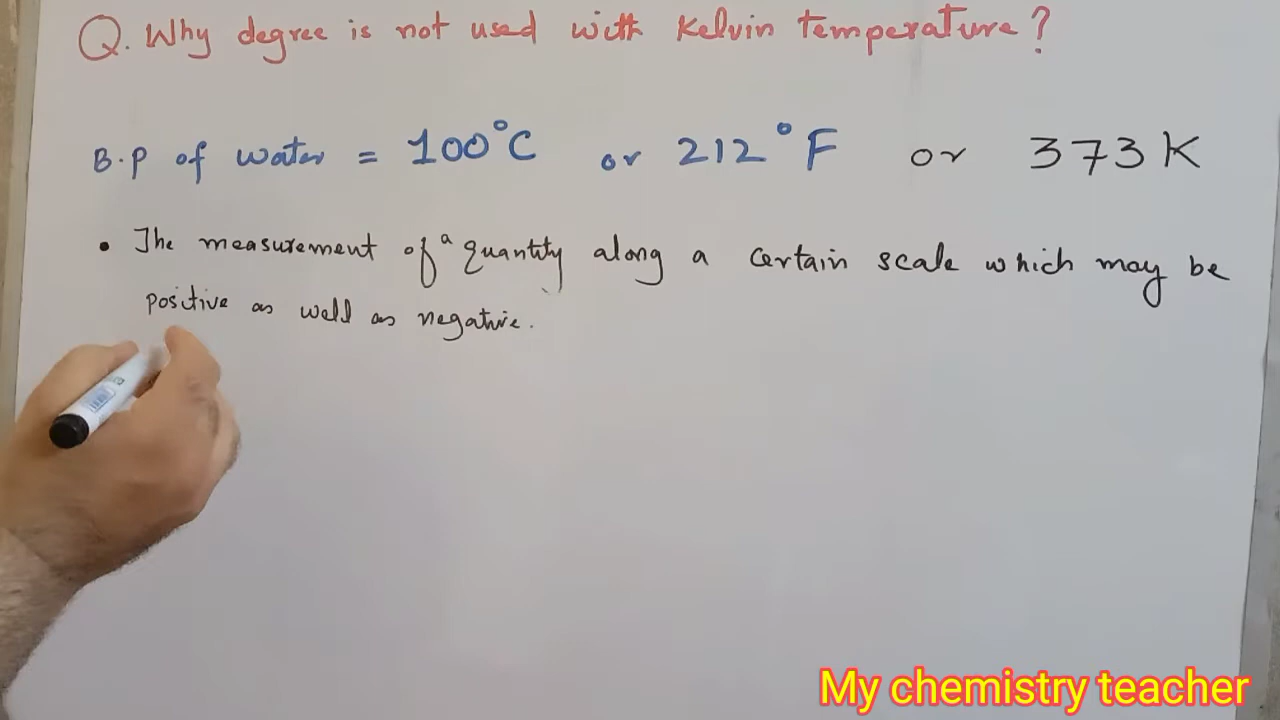 Q. Why degree is not used with Kelvin temperature?
B.P of water = 100°C or 212°F or 373K
• The measurement of a quantity along a certain scale which may be
positive as well as negative.
My chemistry teacher